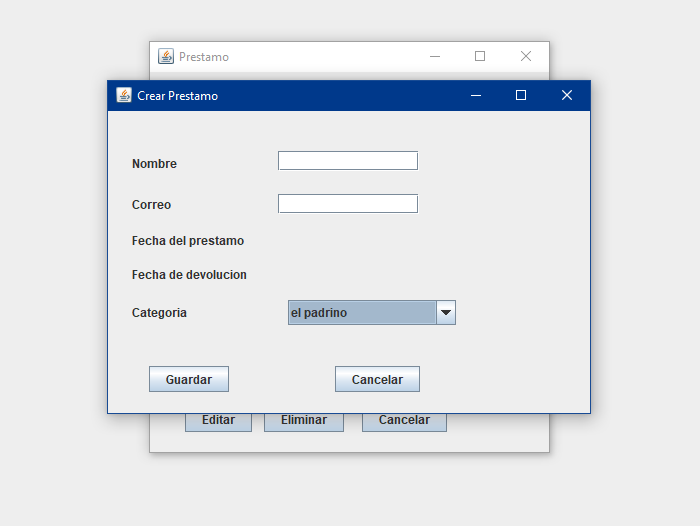 Prestamo
Crear Prestamo
Nombre
Correo
Fecha del prestamo
Fecha de devolucion
Categoria
el padrino
Guardar Cancelar
Editar Eliminar Cancelar